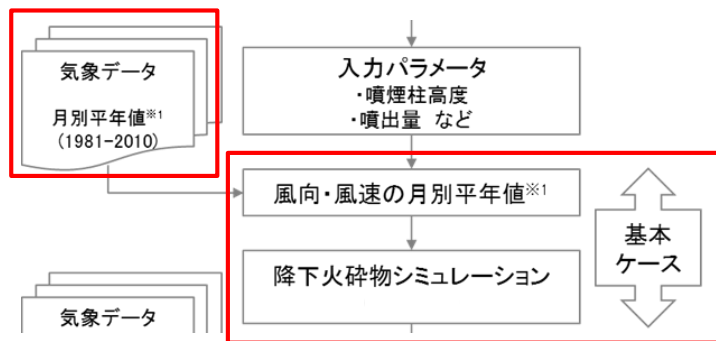 気象データ
月別平年値※1
(1981-2010)
入力パラメータ
・噴煙柱高度
・噴出量 など
風向・風速の月別平年値※1
降下火砕物シミュレーション
基本
ケース
気象データ